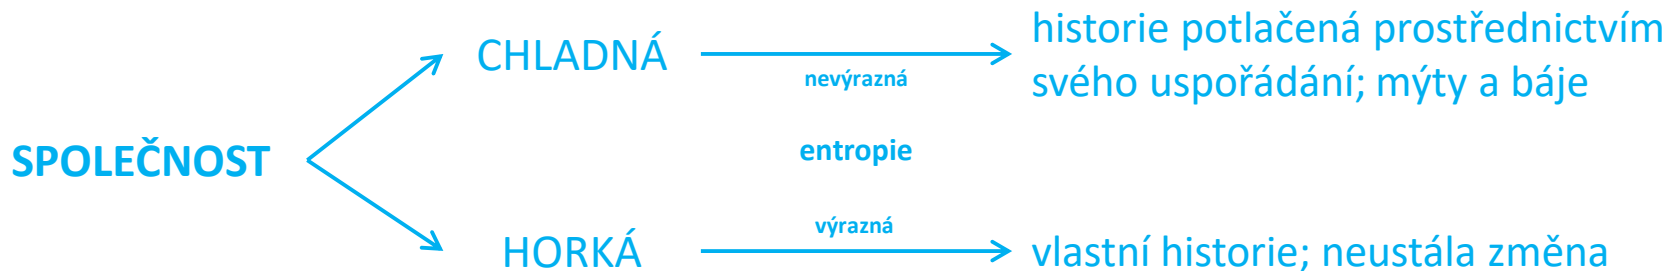 historie potlačená prostřednictvím
CHLADNÁ
nevýrazná
svého uspořádání; mýty a báje
SPOLEČNOST
entropie
výrazná
HORKÁ
vlastní historie; neustála změna